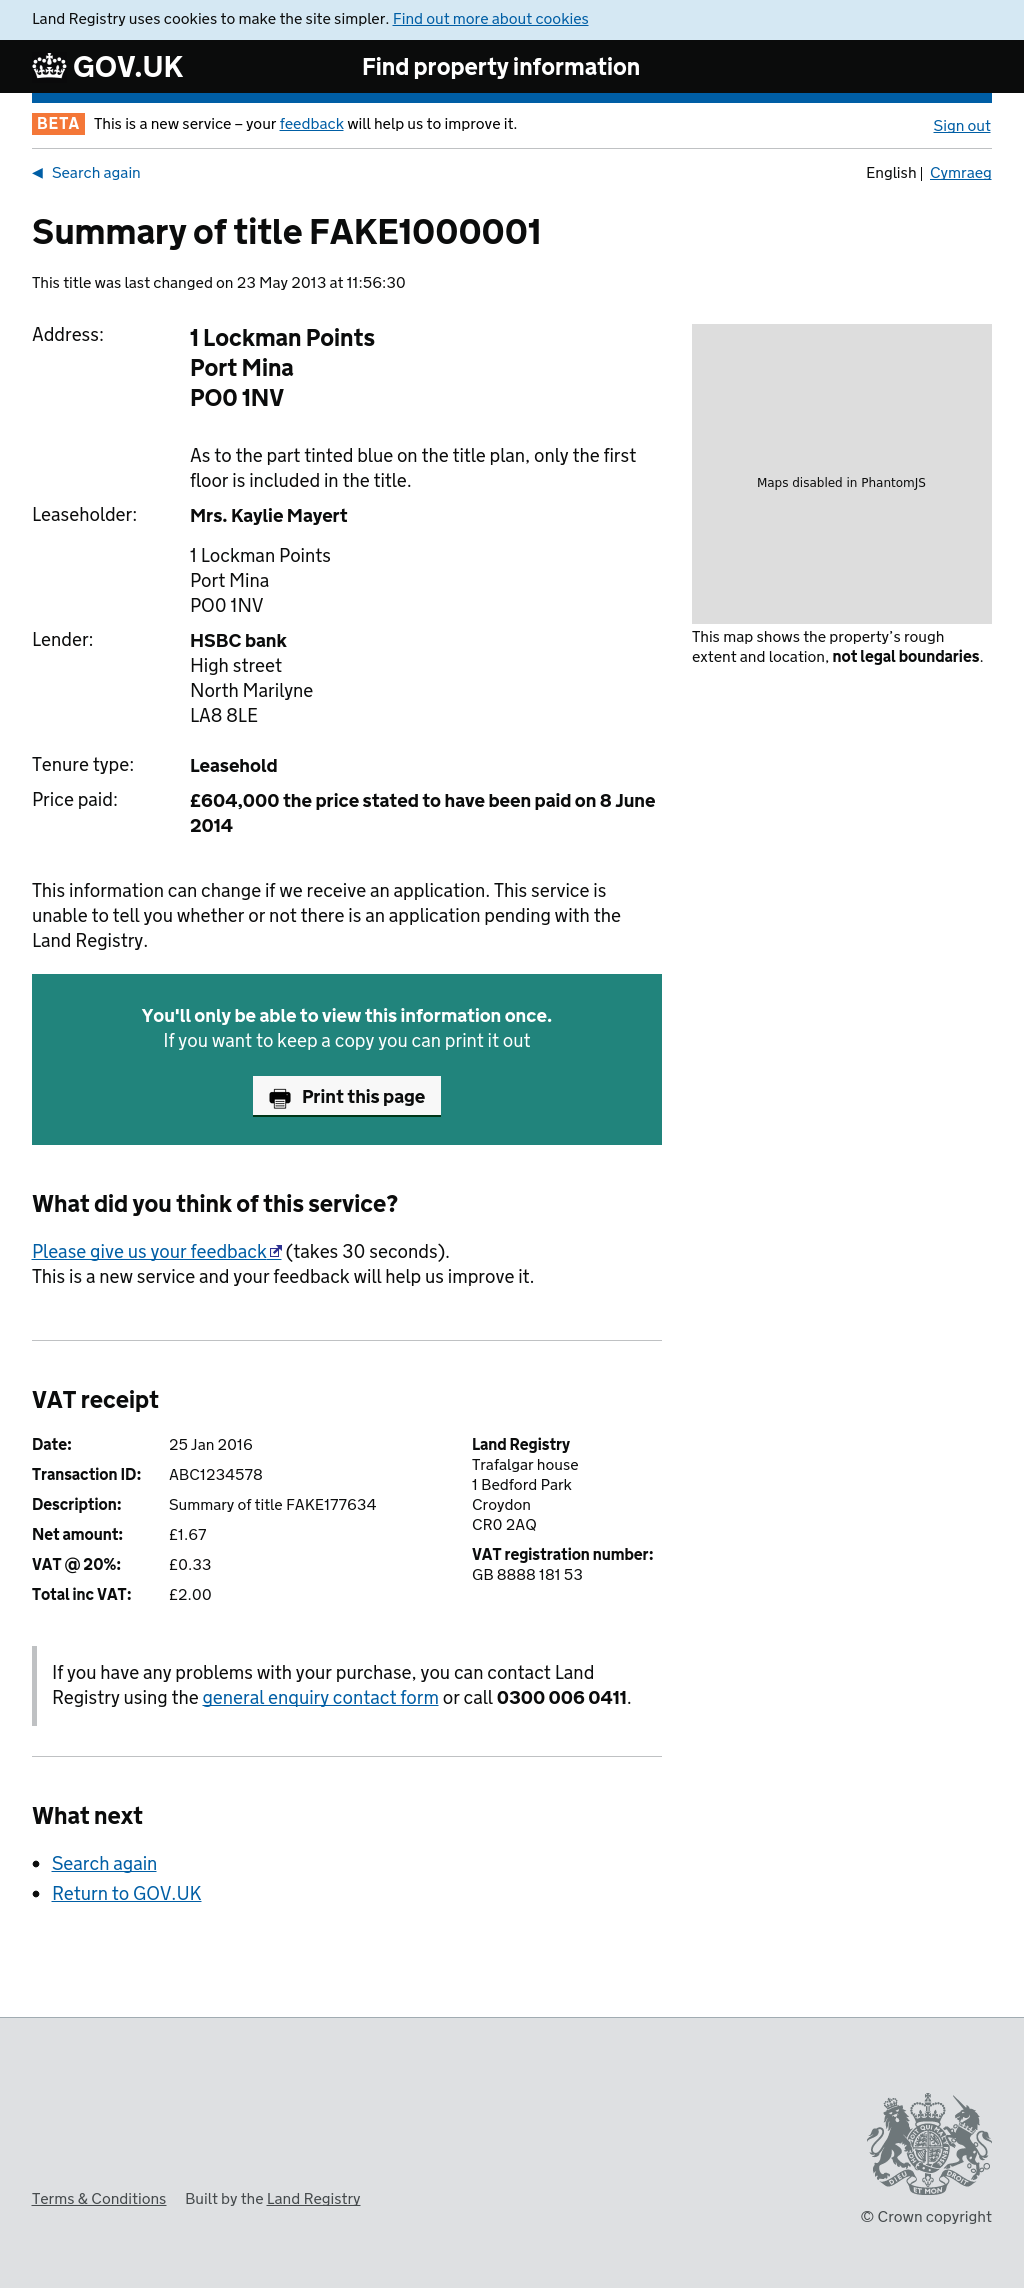 Land Registry uses cookies to make the site simpler. Find out more about cookies
GOV.UK
Find property information
BETA This is a new service – your feedback will help us to improve it.
Sign out
◀ Search again
English | Cymraeg
Summary of title FAKE1000001
This title was last changed on 23 May 2013 at 11:56:30
Address:
1 Lockman Points
Port Mina
PO0 1NV
As to the part tinted blue on the title plan, only the first
floor is included in the title.
Leaseholder:
Mrs. Kaylie Mayert
1 Lockman Points
Port Mina
PO0 1NV
Lender:
HSBC bank
High street
North Marilyne
LA8 8LE
Tenure type:
Leasehold
Price paid:
£604,000 the price stated to have been paid on 8 June
2014
Maps disabled in PhantomJS
This map shows the property’s rough
extent and location, not legal boundaries.
This information can change if we receive an application. This service is
unable to tell you whether or not there is an application pending with the
Land Registry.
You'll only be able to view this information once.
If you want to keep a copy you can print it out
Print this page
What did you think of this service?
Please give us your feedback (takes 30 seconds).
This is a new service and your feedback will help us improve it.
VAT receipt
Date: 25 Jan 2016
Transaction ID: ABC1234578
Description: Summary of title FAKE177634
Net amount: £1.67
VAT @ 20%: £0.33
Total inc VAT: £2.00
Land Registry
Trafalgar house
1 Bedford Park
Croydon
CR0 2AQ
VAT registration number:
GB 8888 181 53
If you have any problems with your purchase, you can contact Land
Registry using the general enquiry contact form or call 0300 006 0411.
What next
• Search again
• Return to GOV.UK
Terms & Conditions
Built by the Land Registry
DIEU ET MON DROIT
© Crown copyright